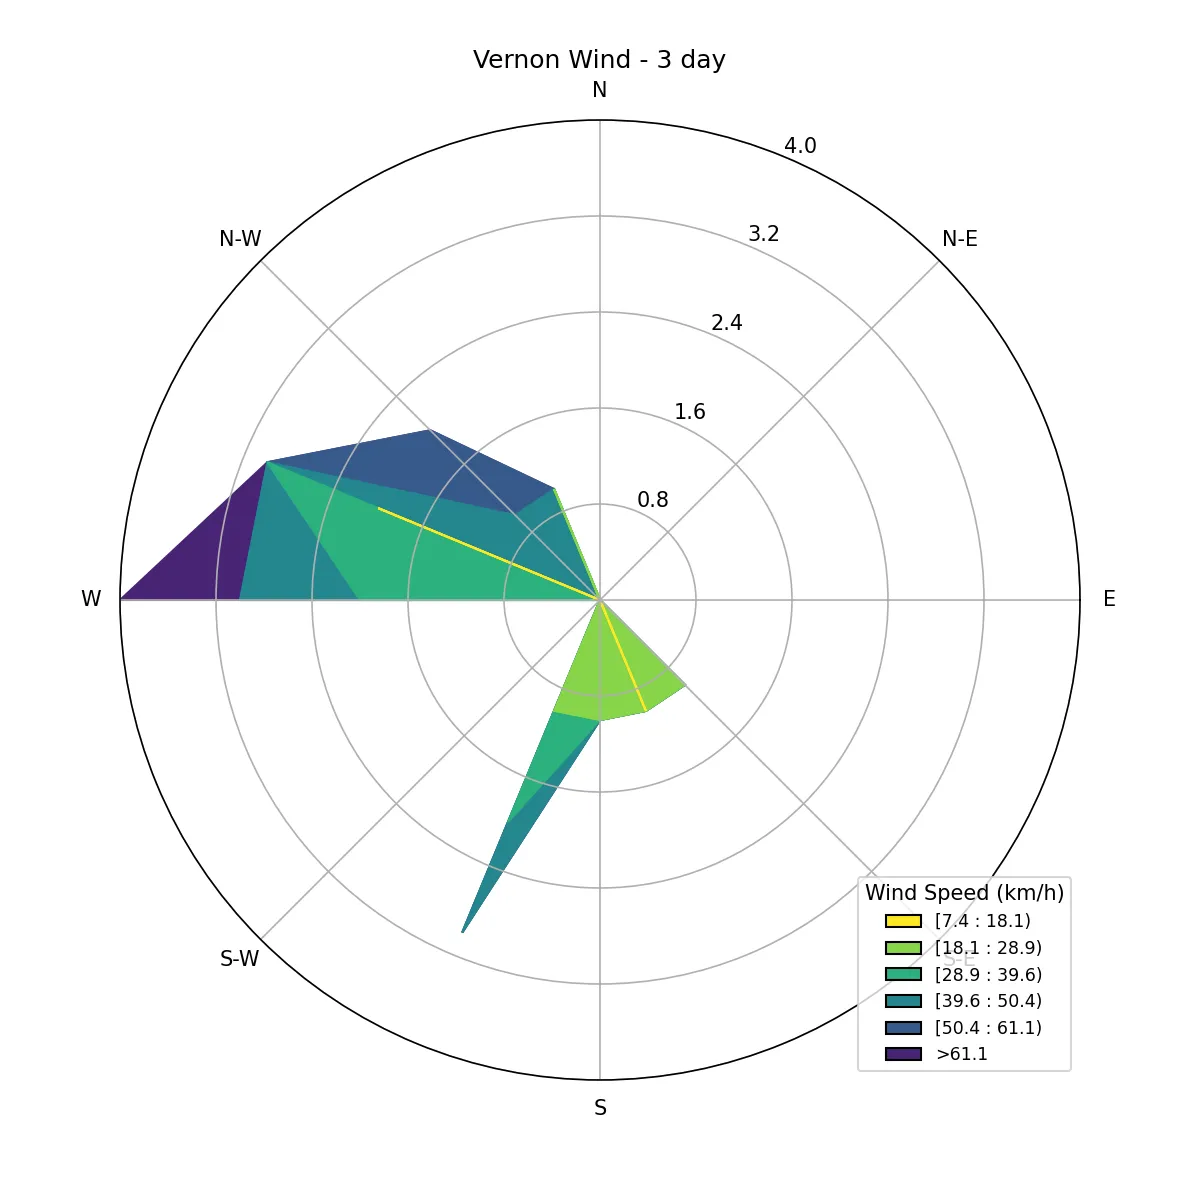 Vernon Wind - 3 day
N
4.0
N-W
3.2
N-E
2.4
1.6
0.8
W
E
S-W
S-E
S
Wind Speed (km/h)
[7.4 : 18.1)
[18.1 : 28.9)
[28.9 : 39.6)
[39.6 : 50.4)
[50.4 : 61.1)
>61.1